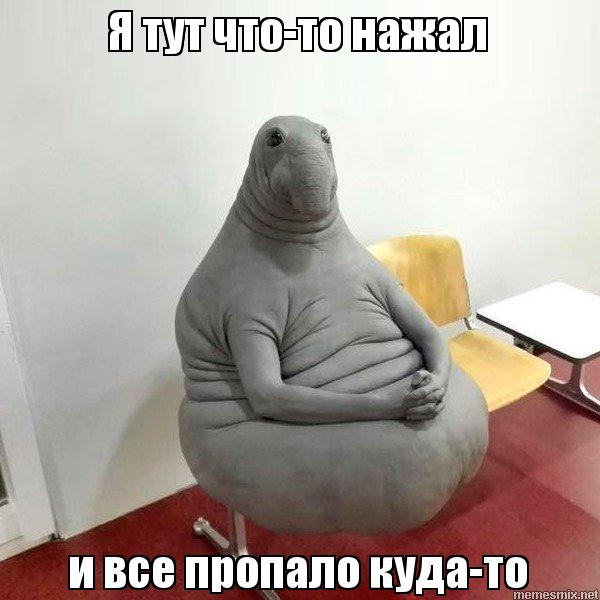 Я тут что-то нажал
и все пропало куда-то
memesmix.net